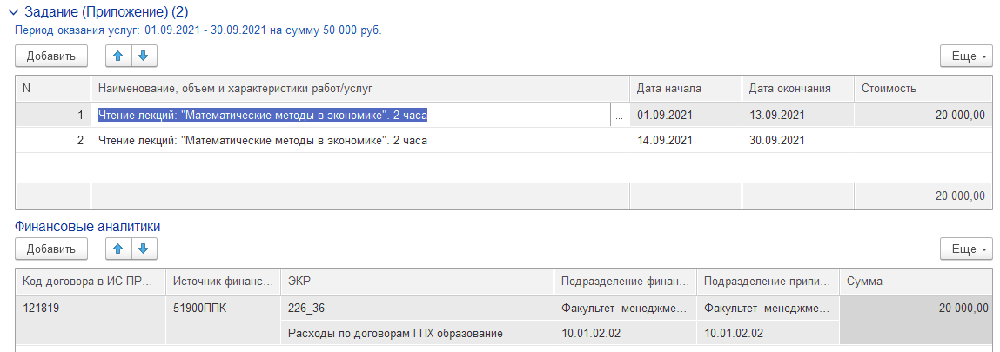 Задание (Приложение) (2)
Период оказания услуг: 01.09.2021 - 30.09.2021 на сумму 50 000 руб.
Добавить Еще
N Наименование, объем и характеристики работ/услуг Дата начала Дата окончания Стоимость
1 Чтение лекций: "Математические методы в экономике". 2 часа ... 01.09.2021 13.09.2021 20 000,00
2 Чтение лекций: "Математические методы в экономике". 2 часа 14.09.2021 30.09.2021
20 000,00
Финансовые аналитики
Добавить Еще
Код договора в ИС-ПР... Источник финанс... ЭКР Подразделение финан... Подразделение припи... Сумма
121819 51900ППК 226_36 Факультет менеджме... Факультет менеджме... 20 000,00
Расходы по договорам ГПХ образование 10.01.02.02 10.01.02.02